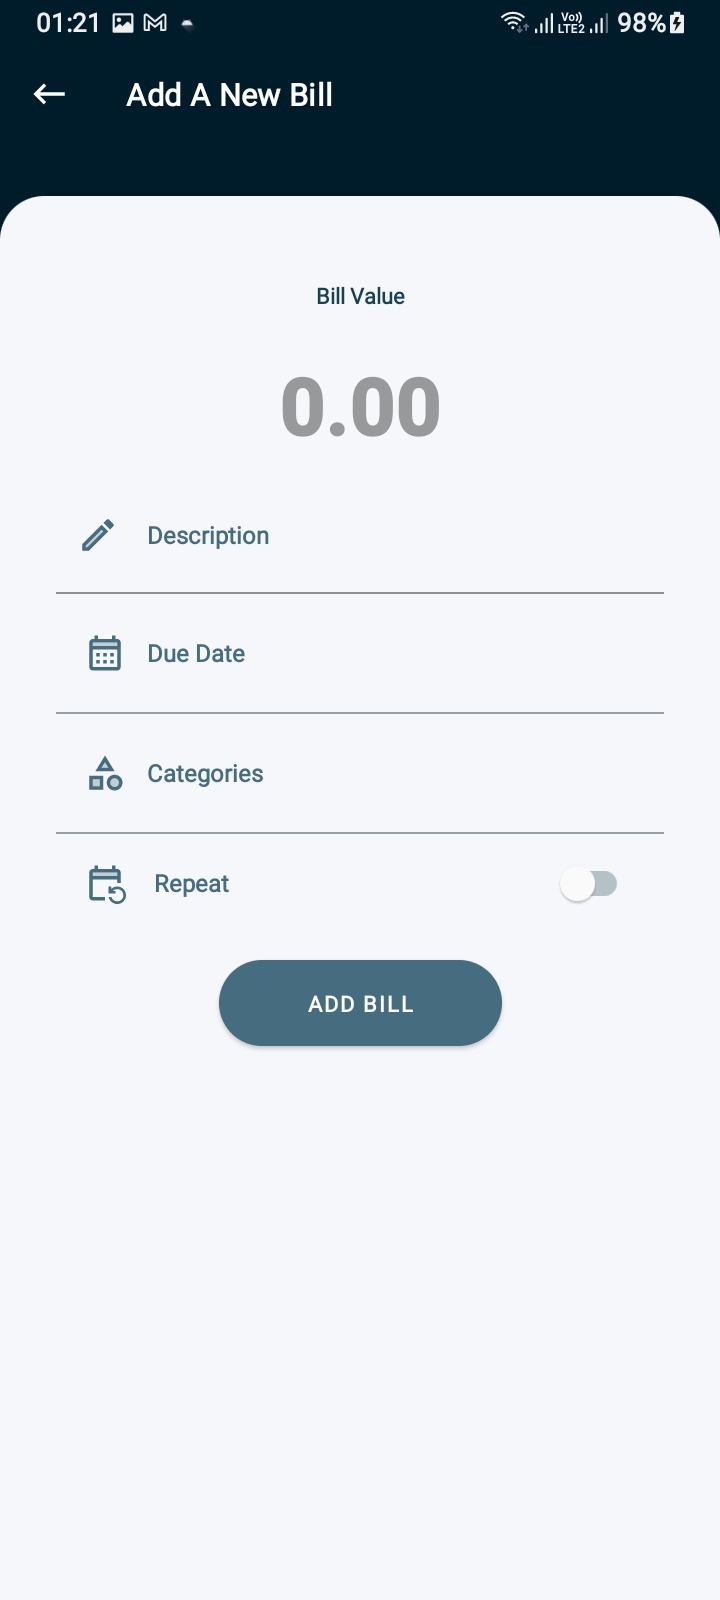 01:21 Vo)) LTE2 98%
Add A New Bill
Bill Value
0.00
Description
Due Date
Categories
Repeat
ADD BILL